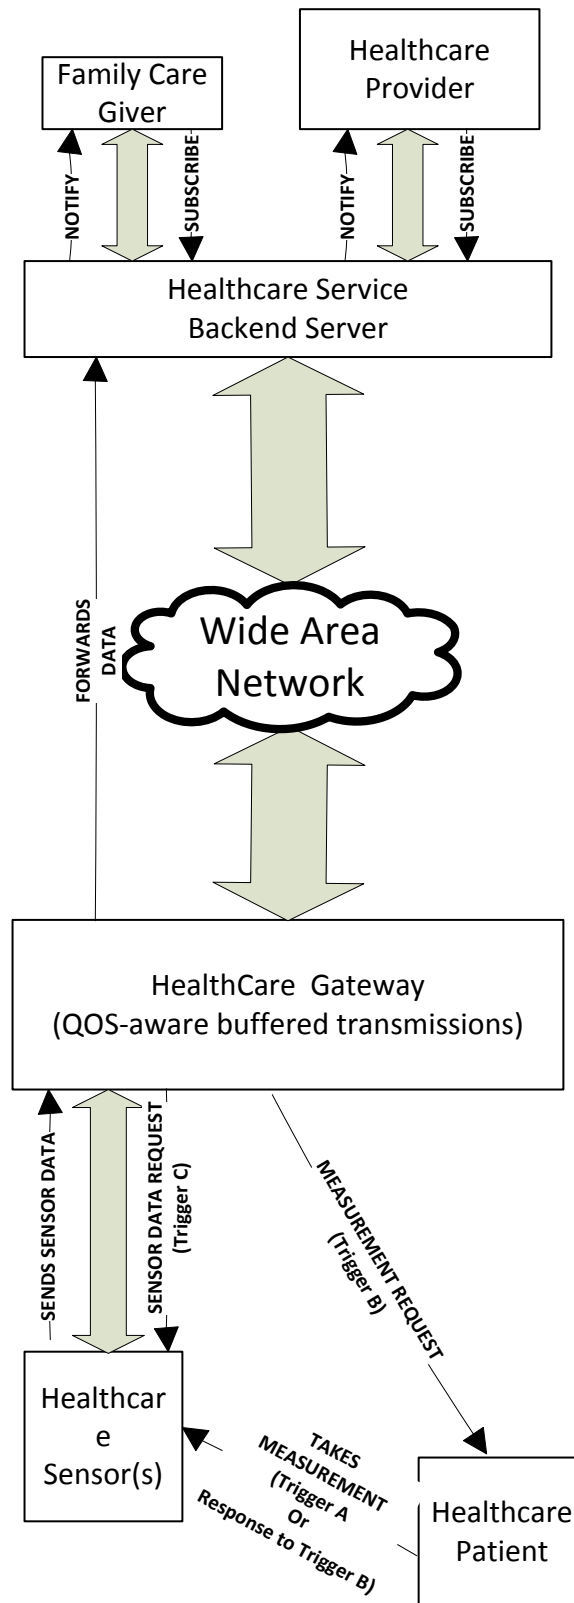 Family Care
Giver
Healthcare
Provider
NOTIFY
SUBSCRIBE
NOTIFY
SUBSCRIBE
Healthcare Service
Backend Server
FORWARDS
DATA
Wide Area
Network
HealthCare Gateway
(QOS-aware buffered transmissions)
SENDS SENSOR DATA
SENSOR DATA REQUEST
(Trigger C)
MEASUREMENT REQUEST
(Trigger B)
Healthcar
e
Sensor(s)
TAKES
MEASUREMENT
(Trigger A
Or
Response to Trigger B)
Healthcare
Patient